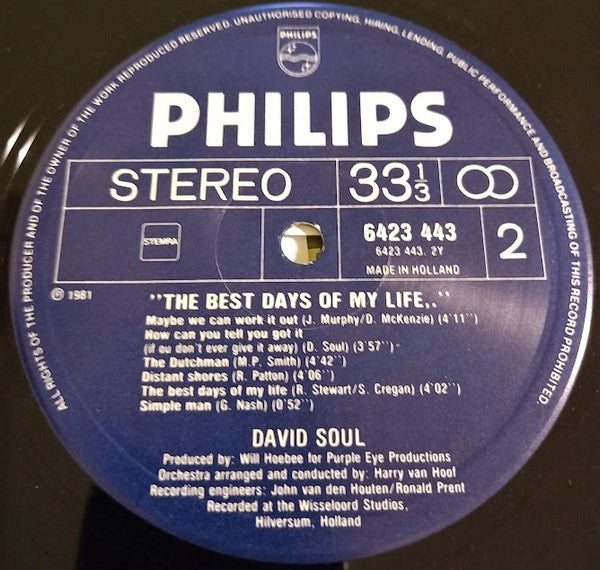 ALL RIGHTS OF THE PRODUCER AND OF THE OWNER OF THE WORK REPRODUCED RESERVED. UNAUTHORISED COPYING, HIRING, LENDING, PUBLIC PERFORMANCE AND BROADCASTING OF THIS RECORD PROHIBITED.
PHILIPS
PHILIPS
STEREO 33 1/3
STEMRA
6423 443
6423 443. 2Y
MADE IN HOLLAND
2
℗ 1981
"THE BEST DAYS OF MY LIFE,."
Maybe we can work it out (J. Murphy/D. McKenzie) (4'11'')
How can you tell you got it
(if ou don't ever give it away) (D. Soul) (3'57'')
The Dutchman (M.P. Smith) (4'42'')
Distant shores (R. Patton) (4'06'')
The best days of my life (R. Stewart/S. Cregan) (4'02'')
Simple man (G. Nash) (0'52'')
DAVID SOUL
Produced by: Will Hoebee for Purple Eye Productions
Orchestra arranged and conducted by: Harry van Hoof
Recording engineers: John van den Houten/Ronald Prent
Recorded at the Wisseloord Studios,
Hilversum, Holland